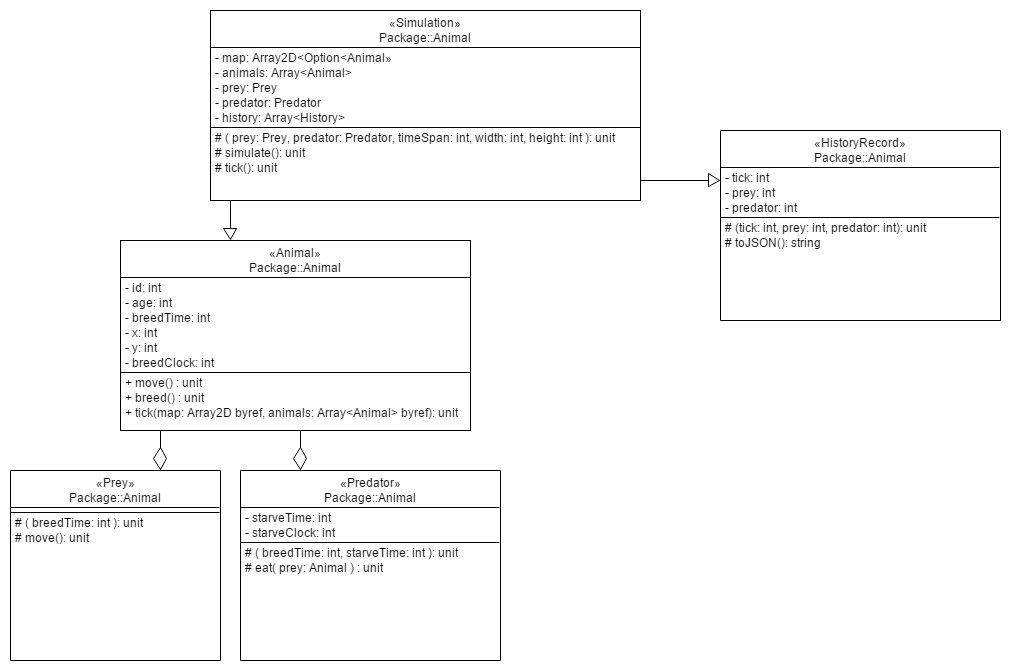 «Simulation»
Package::Animal
- map: Array2D<Option<Animal»
- animals: Array<Animal>
- prey: Prey
- predator: Predator
- history: Array<History>
# ( prey: Prey, predator: Predator, timeSpan: int, width: int, height: int ): unit
# simulate(): unit
# tick(): unit
«HistoryRecord»
Package::Animal
- tick: int
- prey: int
- predator: int
# (tick: int, prey: int, predator: int): unit
# toJSON(): string
«Animal»
Package::Animal
- id: int
- age: int
- breedTime: int
- x: int
- y: int
- breedClock: int
+ move() : unit
+ breed() : unit
+ tick(map: Array2D byref, animals: Array<Animal> byref): unit
«Prey»
Package::Animal
# ( breedTime: int ): unit
# move(): unit
«Predator»
Package::Animal
- starveTime: int
- starveClock: int
# ( breedTime: int, starveTime: int ): unit
# eat( prey: Animal ) : unit